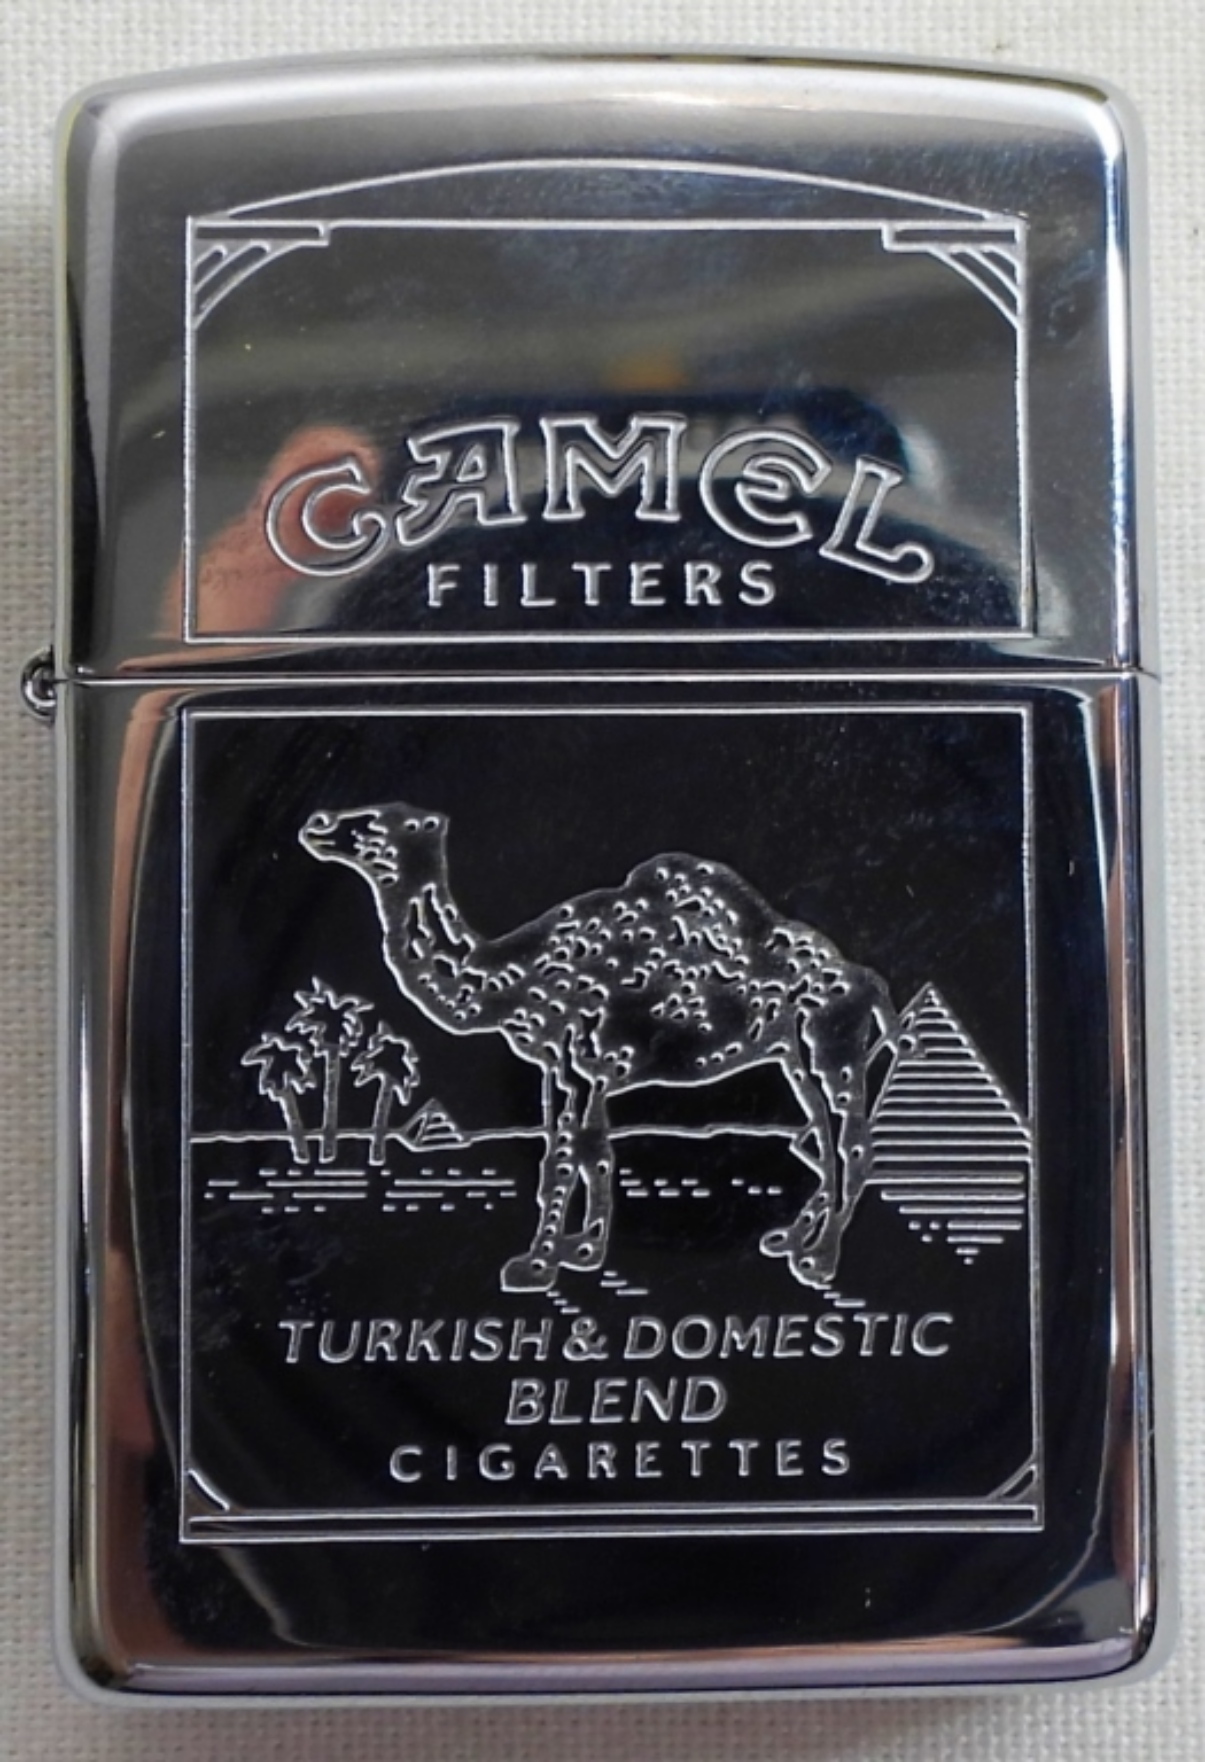 CAMEL
FILTERS
TURKISH & DOMESTIC
BLEND
CIGARETTES